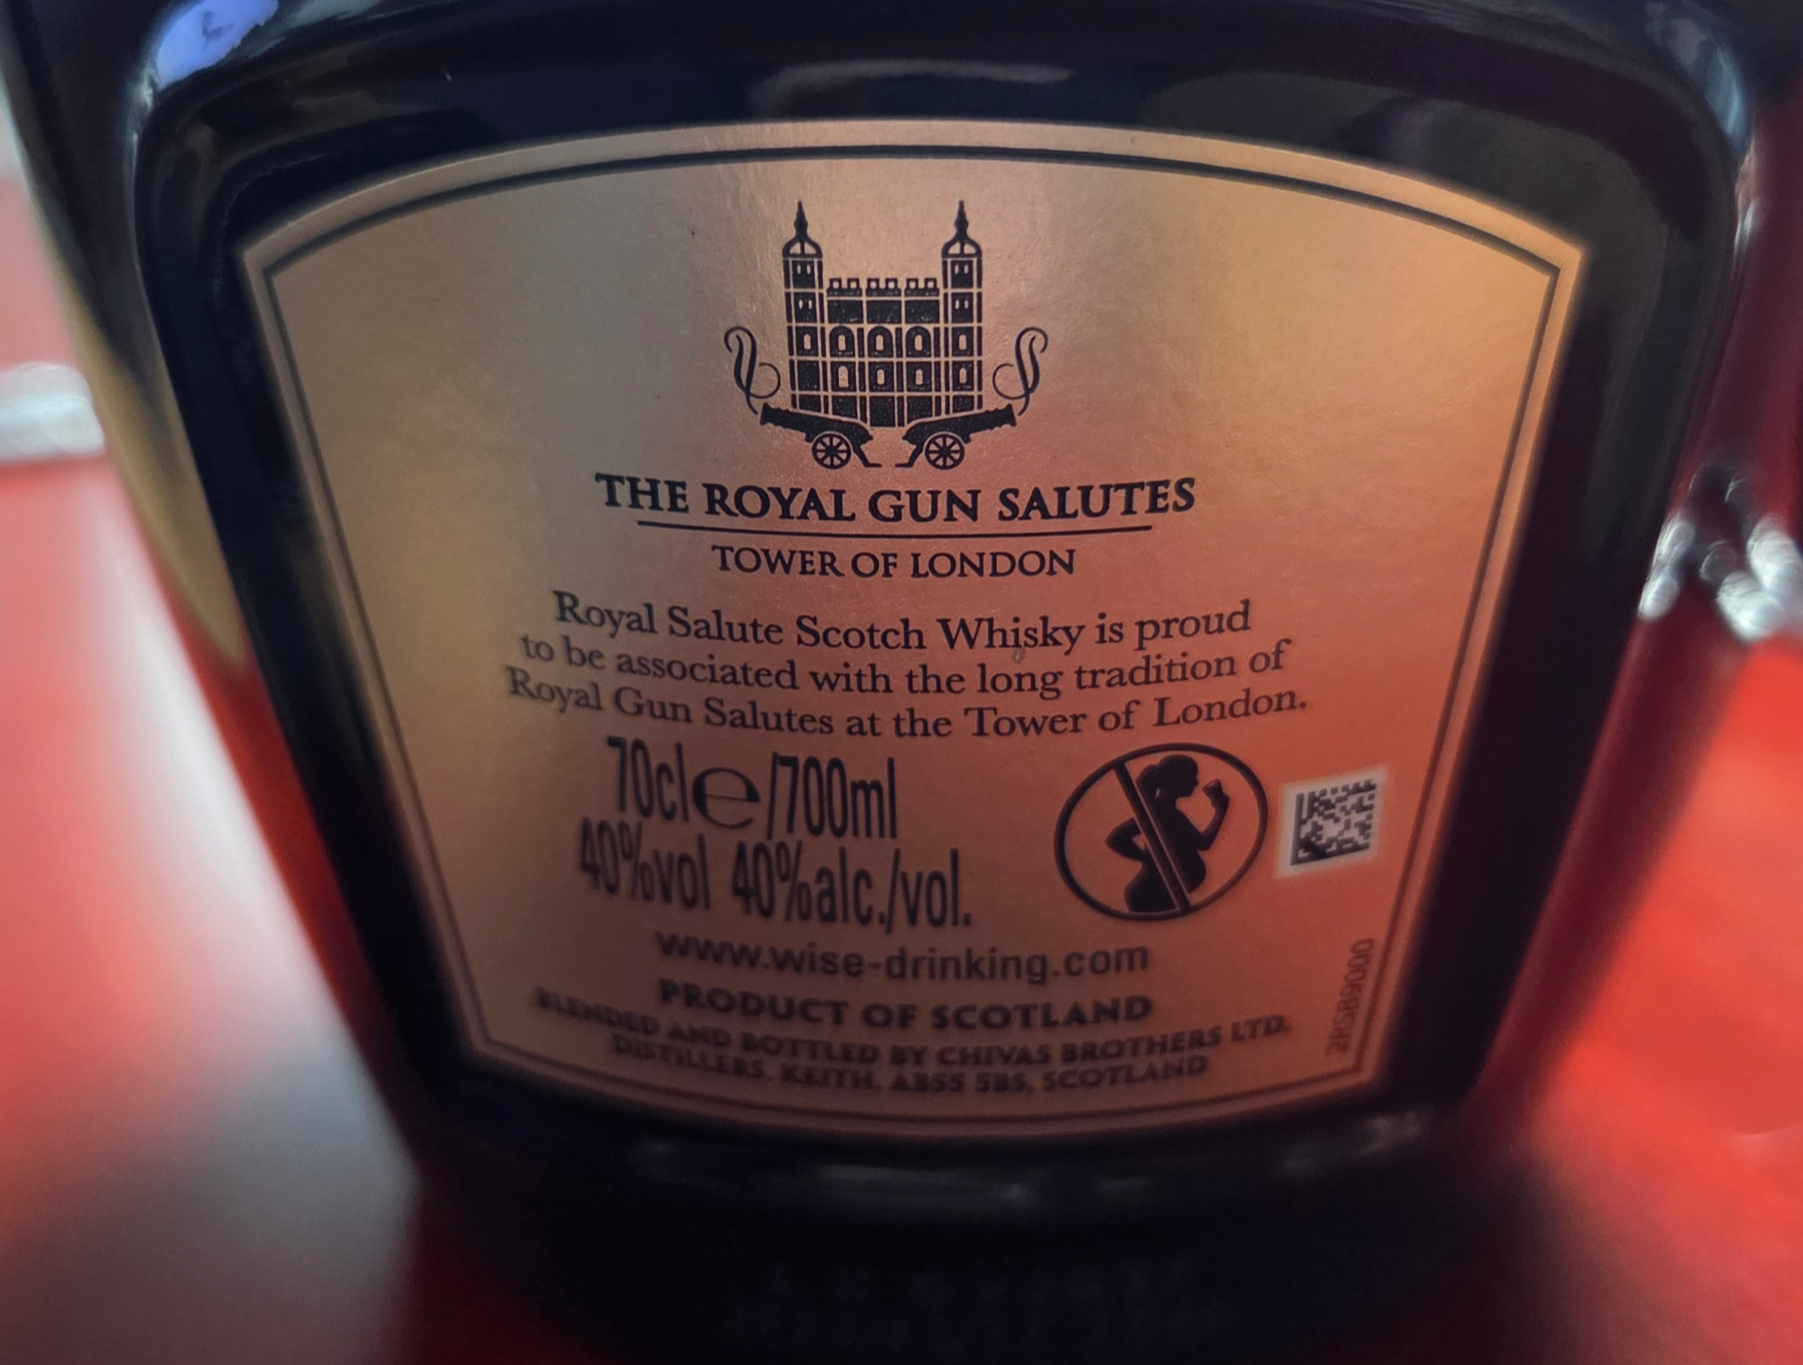 THE ROYAL GUN SALUTES
TOWER OF LONDON
Royal Salute Scotch Whisky is proud
to be associated with the long tradition of
Royal Gun Salutes at the Tower of London.
70cl℮/700ml
40%vol 40%alc./vol.
www.wise-drinking.com
PRODUCT OF SCOTLAND
BLENDED AND BOTTLED BY CHIVAS BROTHERS LTD.
DISTILLERS, KEITH, AB55 5BS, SCOTLAND